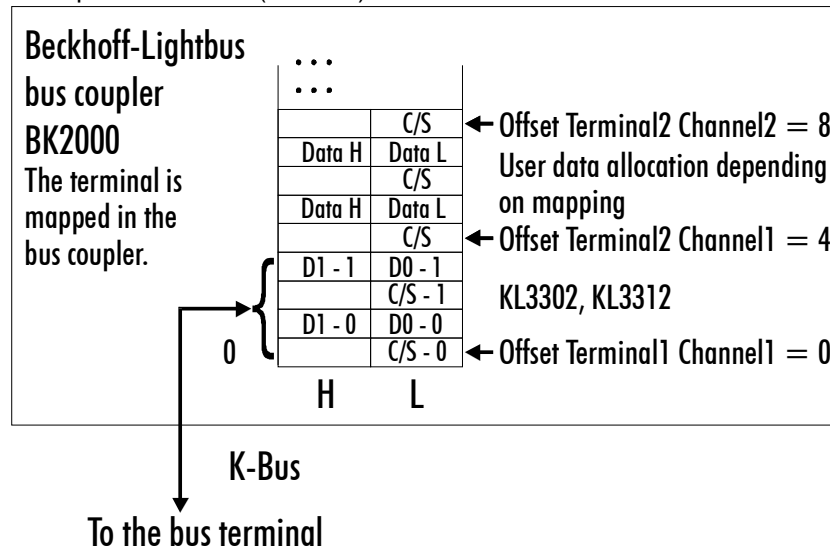 Beckhoff-Lightbus
bus coupler
BK2000
The terminal is
mapped in the
bus coupler.
...
...
C/S
Offset Terminal2 Channel2 = 8
Data H Data L
User data allocation depending
C/S
on mapping
Data H Data L
C/S
Offset Terminal2 Channel1 = 4
D1 - 1 D0 - 1
C/S - 1
KL3302, KL3312
D1 - 0 D0 - 0
0
C/S - 0
Offset Terminal1 Channel1 = 0
H L
K-Bus
To the bus terminal